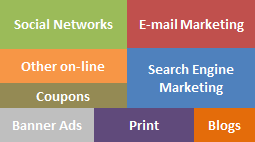 Social Networks
E-mail Marketing
Other on-line
Search Engine
Marketing
Coupons
Banner Ads
Print
Blogs